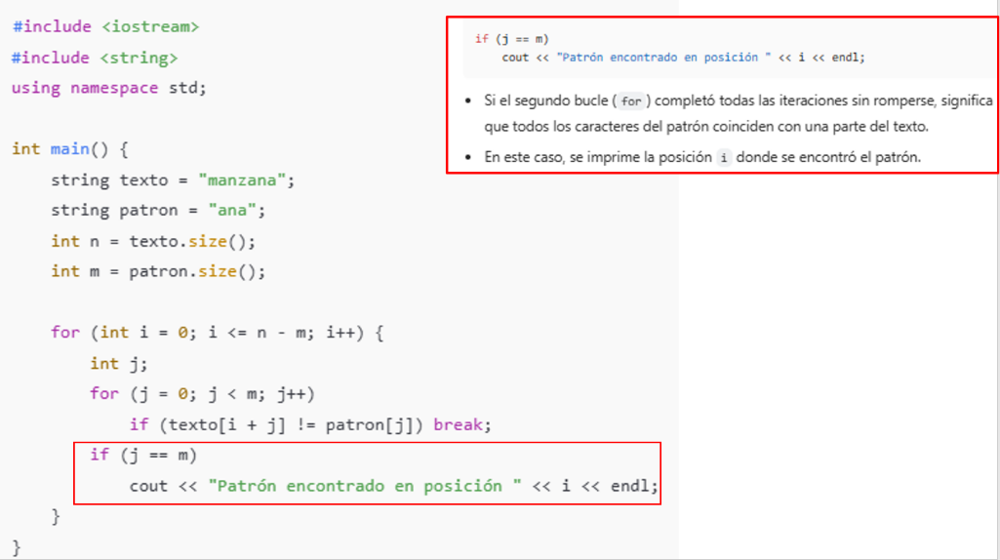 #include <iostream>
#include <string>
using namespace std;

int main() {
    string texto = "manzana";
    string patron = "ana";
    int n = texto.size();
    int m = patron.size();

    for (int i = 0; i <= n - m; i++) {
        int j;
        for (j = 0; j < m; j++)
            if (texto[i + j] != patron[j]) break;
        if (j == m)
            cout << "Patrón encontrado en posición " << i << endl;
    }
}
if (j == m)
    cout << "Patrón encontrado en posición " << i << endl;
• Si el segundo bucle ( for ) completó todas las iteraciones sin romperse, significa
que todos los caracteres del patrón coinciden con una parte del texto.
• En este caso, se imprime la posición i donde se encontró el patrón.